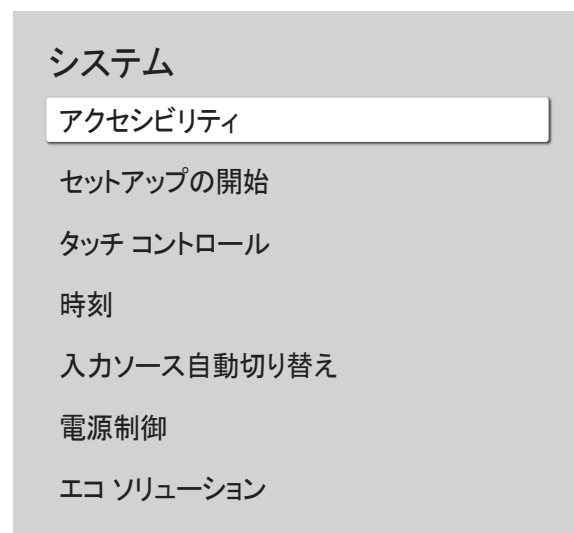 システム
アクセシビリティ
セットアップの開始
タッチ コントロール
時刻
入力ソース自動切り替え
電源制御
エコ ソリューション